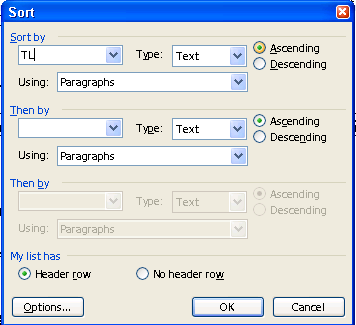 Sort
Sort by
TL Type: Text Ascending
Descending
Using: Paragraphs
Then by
Type: Text Ascending
Descending
Using: Paragraphs
Then by
Type: Text Ascending
Descending
Using: Paragraphs
My list has
Header row No header row
Options... OK Cancel